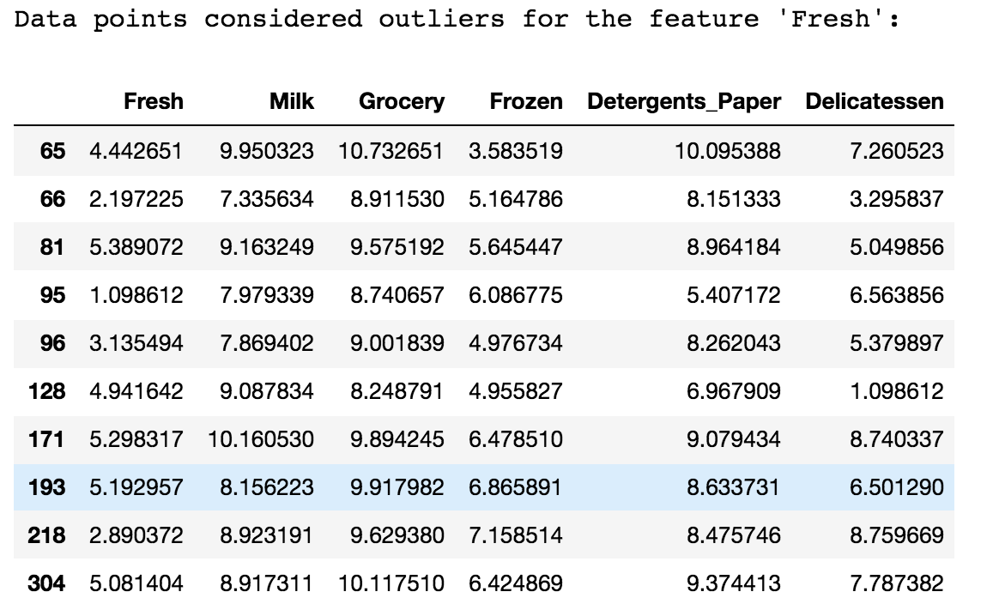 Data points considered outliers for the feature 'Fresh':
Fresh Milk Grocery Frozen Detergents_Paper Delicatessen
65 4.442651 9.950323 10.732651 3.583519 10.095388 7.260523
66 2.197225 7.335634 8.911530 5.164786 8.151333 3.295837
81 5.389072 9.163249 9.575192 5.645447 8.964184 5.049856
95 1.098612 7.979339 8.740657 6.086775 5.407172 6.563856
96 3.135494 7.869402 9.001839 4.976734 8.262043 5.379897
128 4.941642 9.087834 8.248791 4.955827 6.967909 1.098612
171 5.298317 10.160530 9.894245 6.478510 9.079434 8.740337
193 5.192957 8.156223 9.917982 6.865891 8.633731 6.501290
218 2.890372 8.923191 9.629380 7.158514 8.475746 8.759669
304 5.081404 8.917311 10.117510 6.424869 9.374413 7.787382